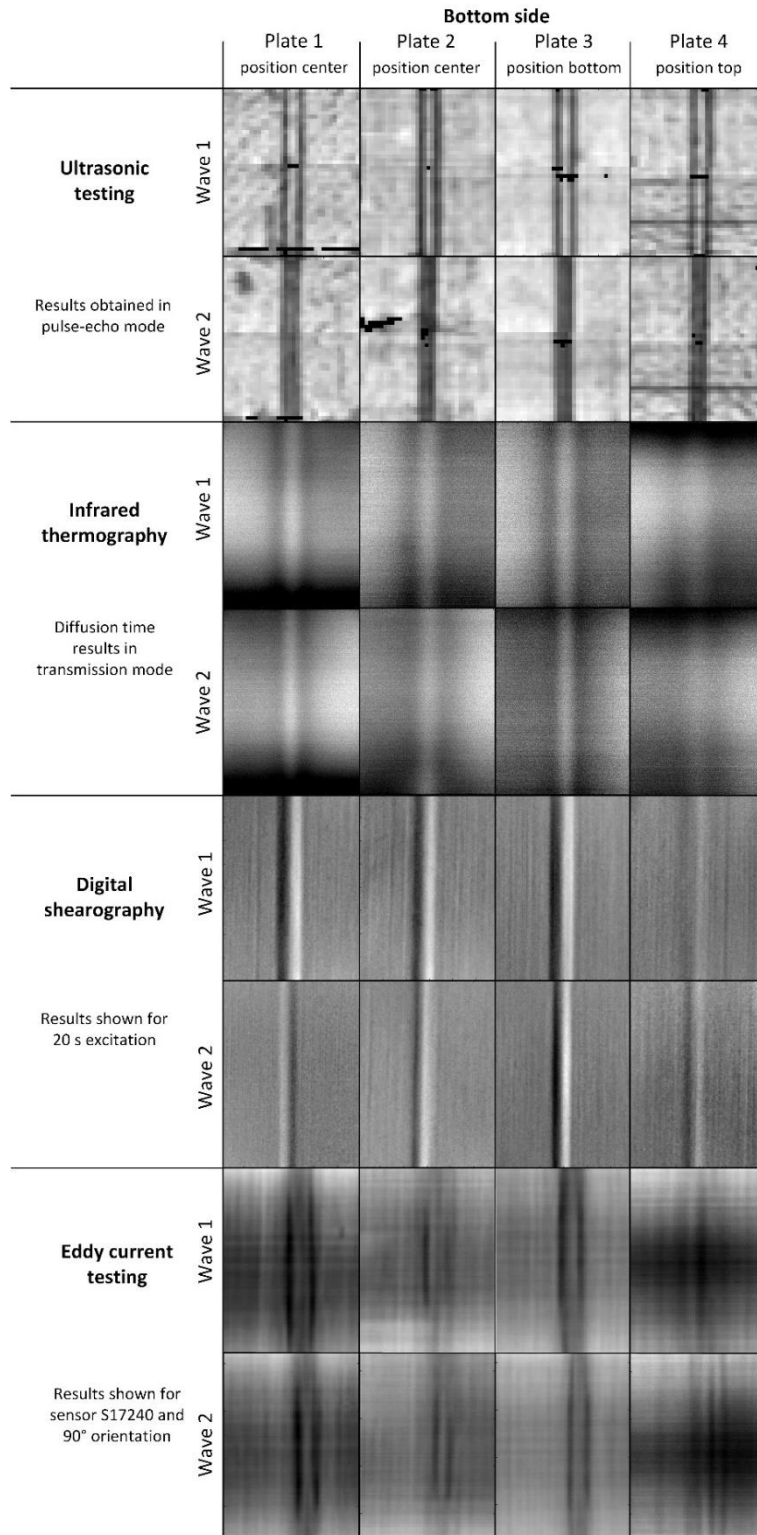 Bottom side
Plate 1
position center
Plate 2
position center
Plate 3
position bottom
Plate 4
position top
Ultrasonic
testing
Results obtained in
pulse-echo mode
Wave 1
Wave 2
Infrared
thermography
Diffusion time
results in
transmission mode
Wave 1
Wave 2
Digital
shearography
Results shown for
20 s excitation
Wave 1
Wave 2
Eddy current
testing
Results shown for
sensor S17240 and
90° orientation
Wave 1
Wave 2